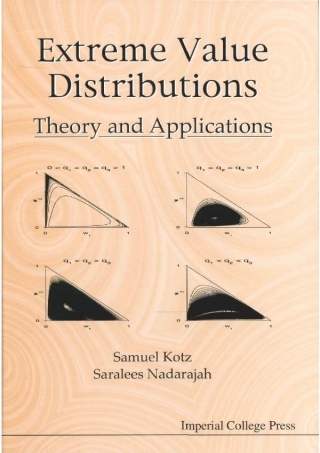 Extreme Value
Distributions
Theory and Applications
Samuel Kotz
Saralees Nadarajah
Imperial College Press